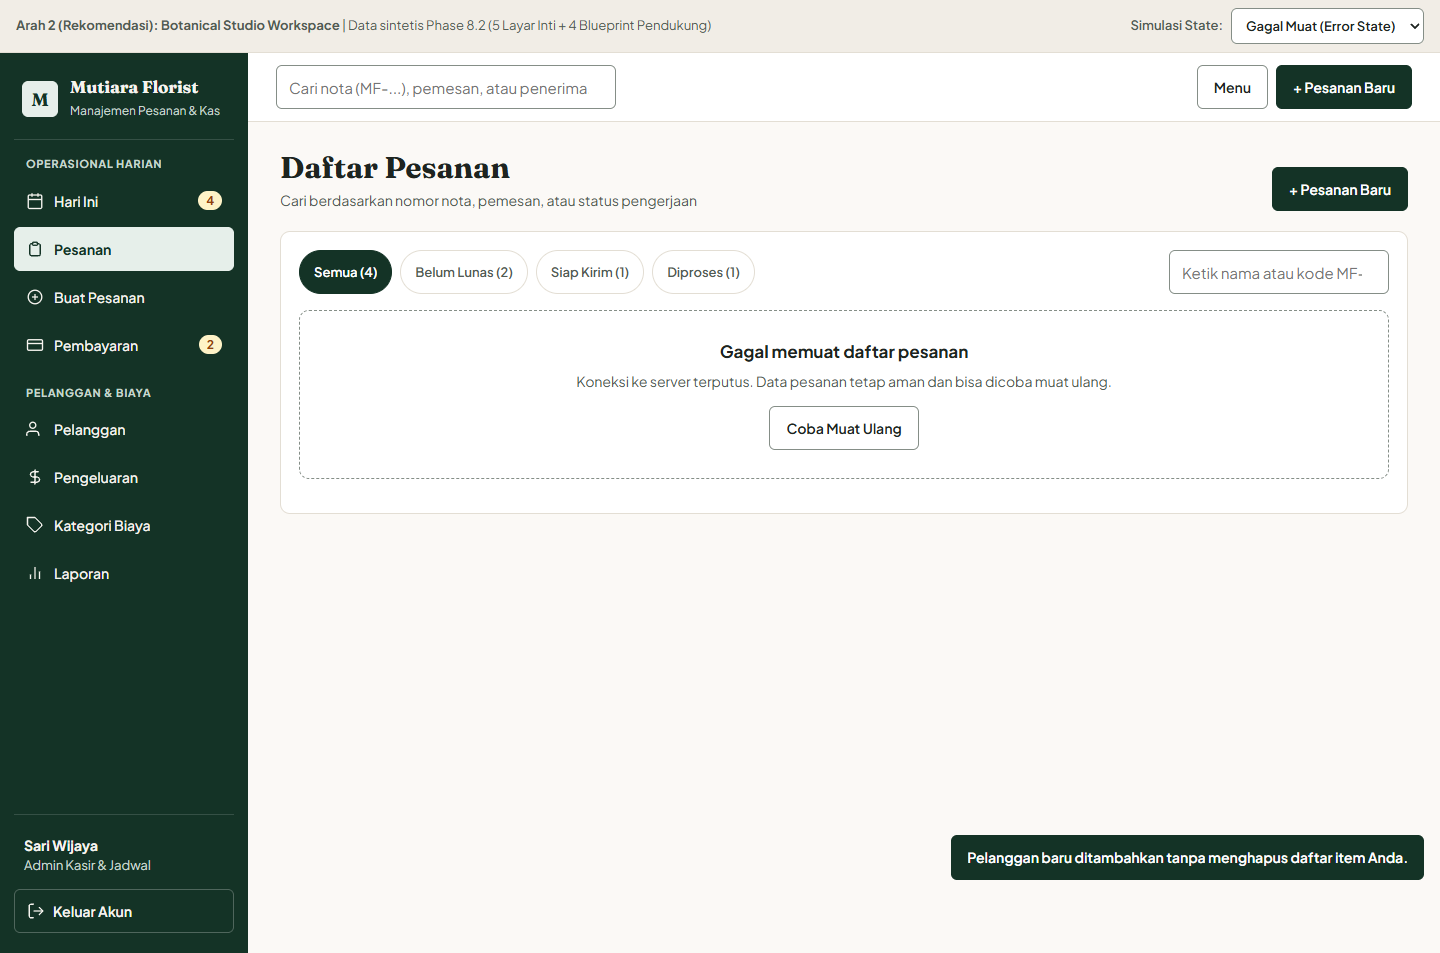 Arah 2 (Rekomendasi): Botanical Studio Workspace | Data sintetis Phase 8.2 (5 Layar Inti + 4 Blueprint Pendukung)
Simulasi State:
Gagal Muat (Error State)
M
Mutiara Florist
Manajemen Pesanan & Kas
Cari nota (MF-...), pemesan, atau penerima
Menu
+ Pesanan Baru
OPERASIONAL HARIAN
Hari Ini
4
Pesanan
Buat Pesanan
Pembayaran
2
PELANGGAN & BIAYA
Pelanggan
Pengeluaran
Kategori Biaya
Laporan
Sari Wijaya
Admin Kasir & Jadwal
Keluar Akun
Daftar Pesanan
Cari berdasarkan nomor nota, pemesan, atau status pengerjaan
+ Pesanan Baru
Semua (4)
Belum Lunas (2)
Siap Kirim (1)
Diproses (1)
Ketik nama atau kode MF-
Gagal memuat daftar pesanan
Koneksi ke server terputus. Data pesanan tetap aman dan bisa dicoba muat ulang.
Coba Muat Ulang
Pelanggan baru ditambahkan tanpa menghapus daftar item Anda.